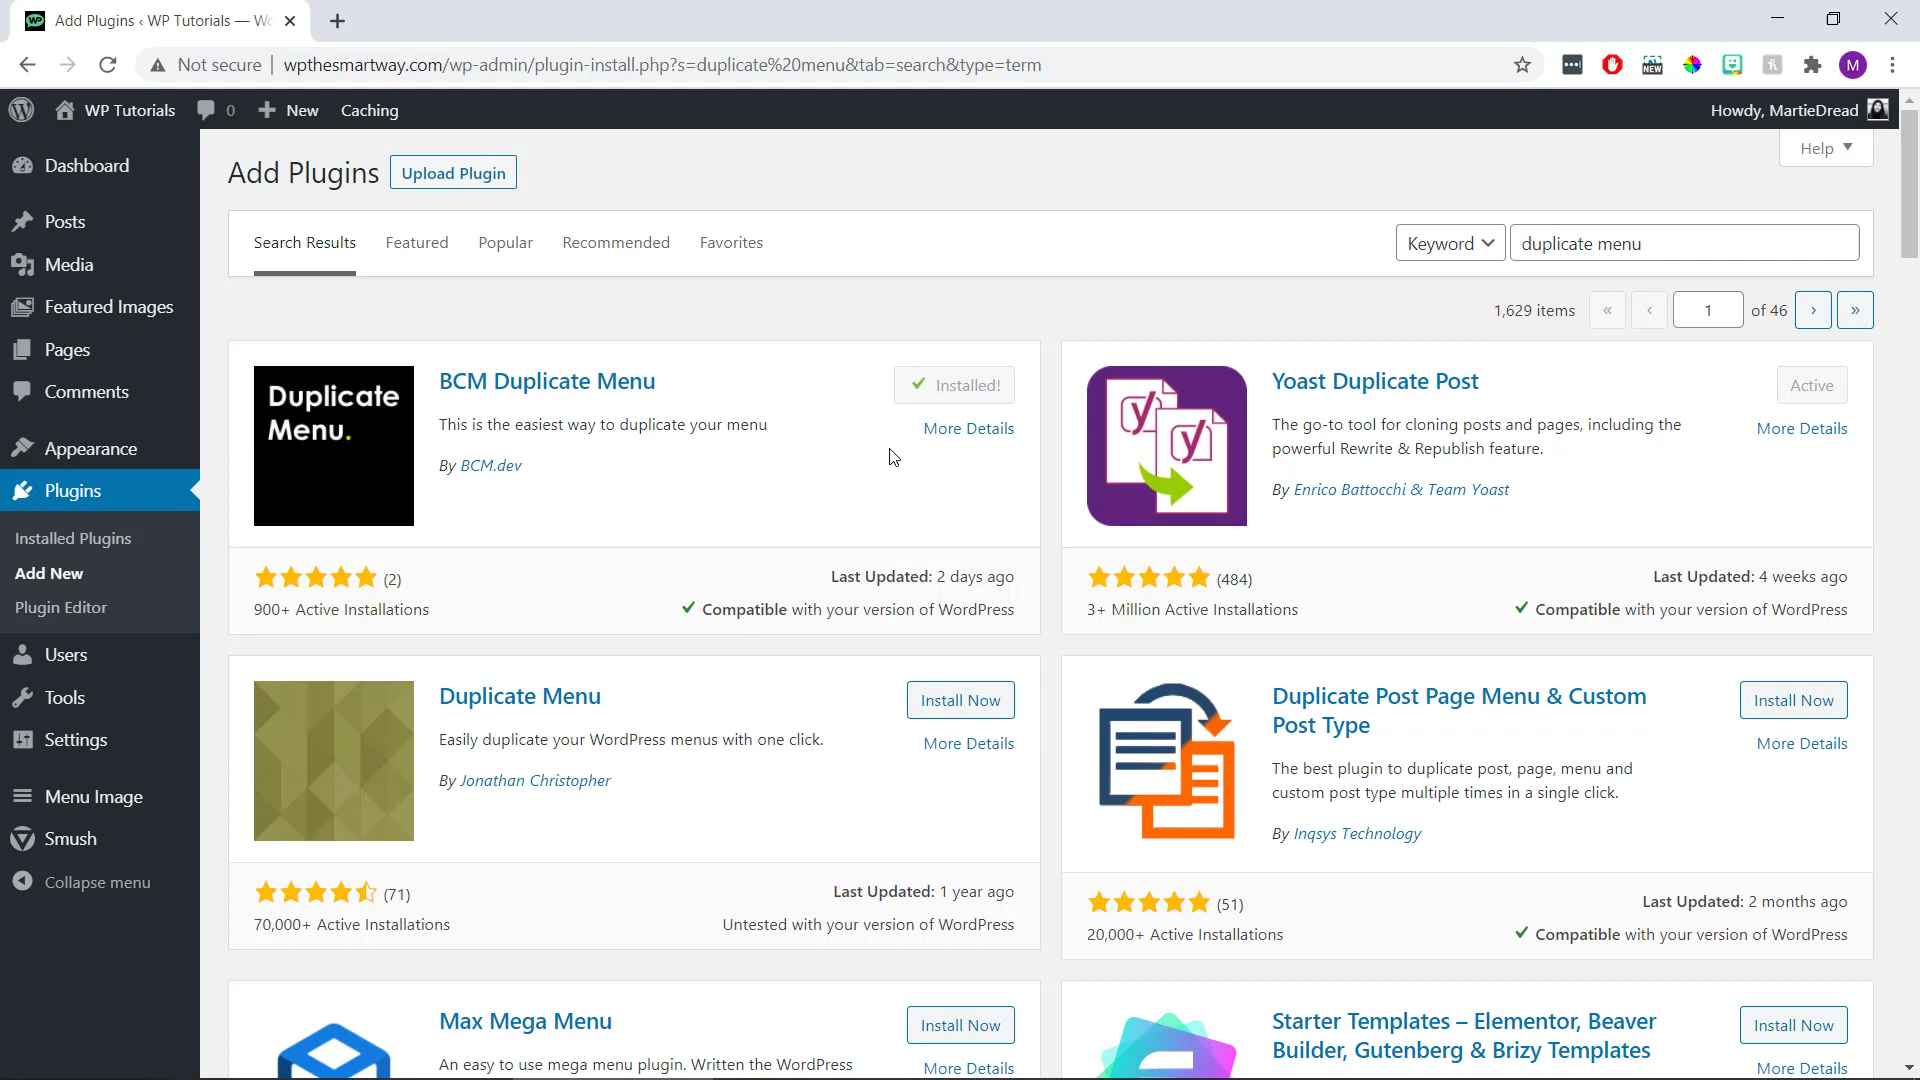 Add Plugins ‹ WP Tutorials — Wo
Not secure
wpthesmartway.com/wp-admin/plugin-install.php?s=duplicate%20menu&tab=search&type=term
NEW
M
WP Tutorials
0
New
Caching
Howdy, MartieDread
Dashboard
Posts
Media
Featured Images
Pages
Comments
Appearance
Plugins
Installed Plugins
Add New
Plugin Editor
Users
Tools
Settings
Menu Image
Smush
Collapse menu
Help
Add Plugins
Upload Plugin
Search Results
Featured
Popular
Recommended
Favorites
Keyword
duplicate menu
1,629 items
«
‹
1
of 46
›
»
Duplicate
Menu.
BCM Duplicate Menu
Installed!
This is the easiest way to duplicate your menu
More Details
By BCM.dev
(2)
Last Updated: 2 days ago
900+ Active Installations
Compatible with your version of WordPress
Yoast Duplicate Post
Active
The go-to tool for cloning posts and pages, including the
powerful Rewrite & Republish feature.
More Details
By Enrico Battocchi & Team Yoast
(484)
Last Updated: 4 weeks ago
3+ Million Active Installations
Compatible with your version of WordPress
Duplicate Menu
Install Now
Easily duplicate your WordPress menus with one click.
More Details
By Jonathan Christopher
(71)
Last Updated: 1 year ago
70,000+ Active Installations
Untested with your version of WordPress
Duplicate Post Page Menu & Custom
Post Type
Install Now
More Details
The best plugin to duplicate post, page, menu and
custom post type multiple times in a single click.
By Inqsys Technology
(51)
Last Updated: 2 months ago
20,000+ Active Installations
Compatible with your version of WordPress
Max Mega Menu
Install Now
An easy to use mega menu plugin. Written the WordPress
More Details
Starter Templates – Elementor, Beaver
Builder, Gutenberg & Brizy Templates
Install Now
More Details